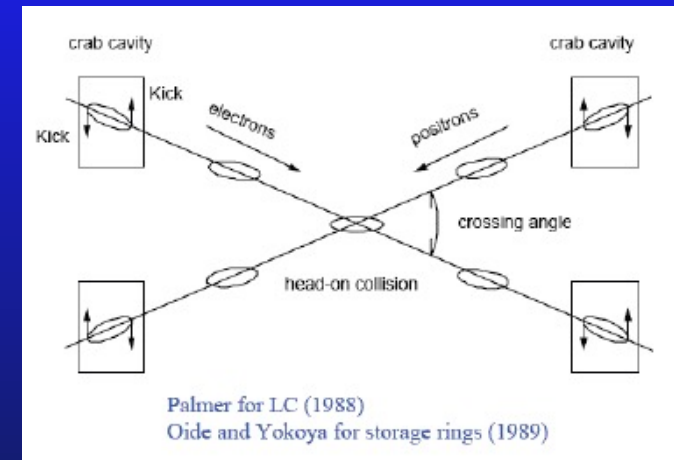 crab cavity
crab cavity
Kick
Kick
electrons
positrons
crossing angle
head-on collision
Palmer for LC (1988)
Oide and Yokoya for storage rings (1989)